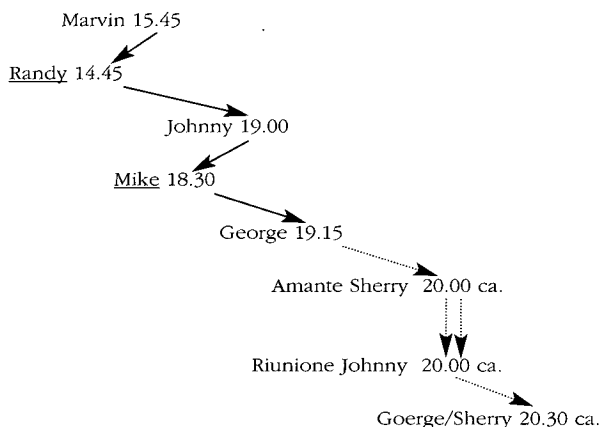 Marvin 15.45
Randy 14.45
Johnny 19.00
Mike 18.30
George 19.15
Amante Sherry 20.00 ca.
Riunione Johnny 20.00 ca.
Goerge/Sherry 20.30 ca.